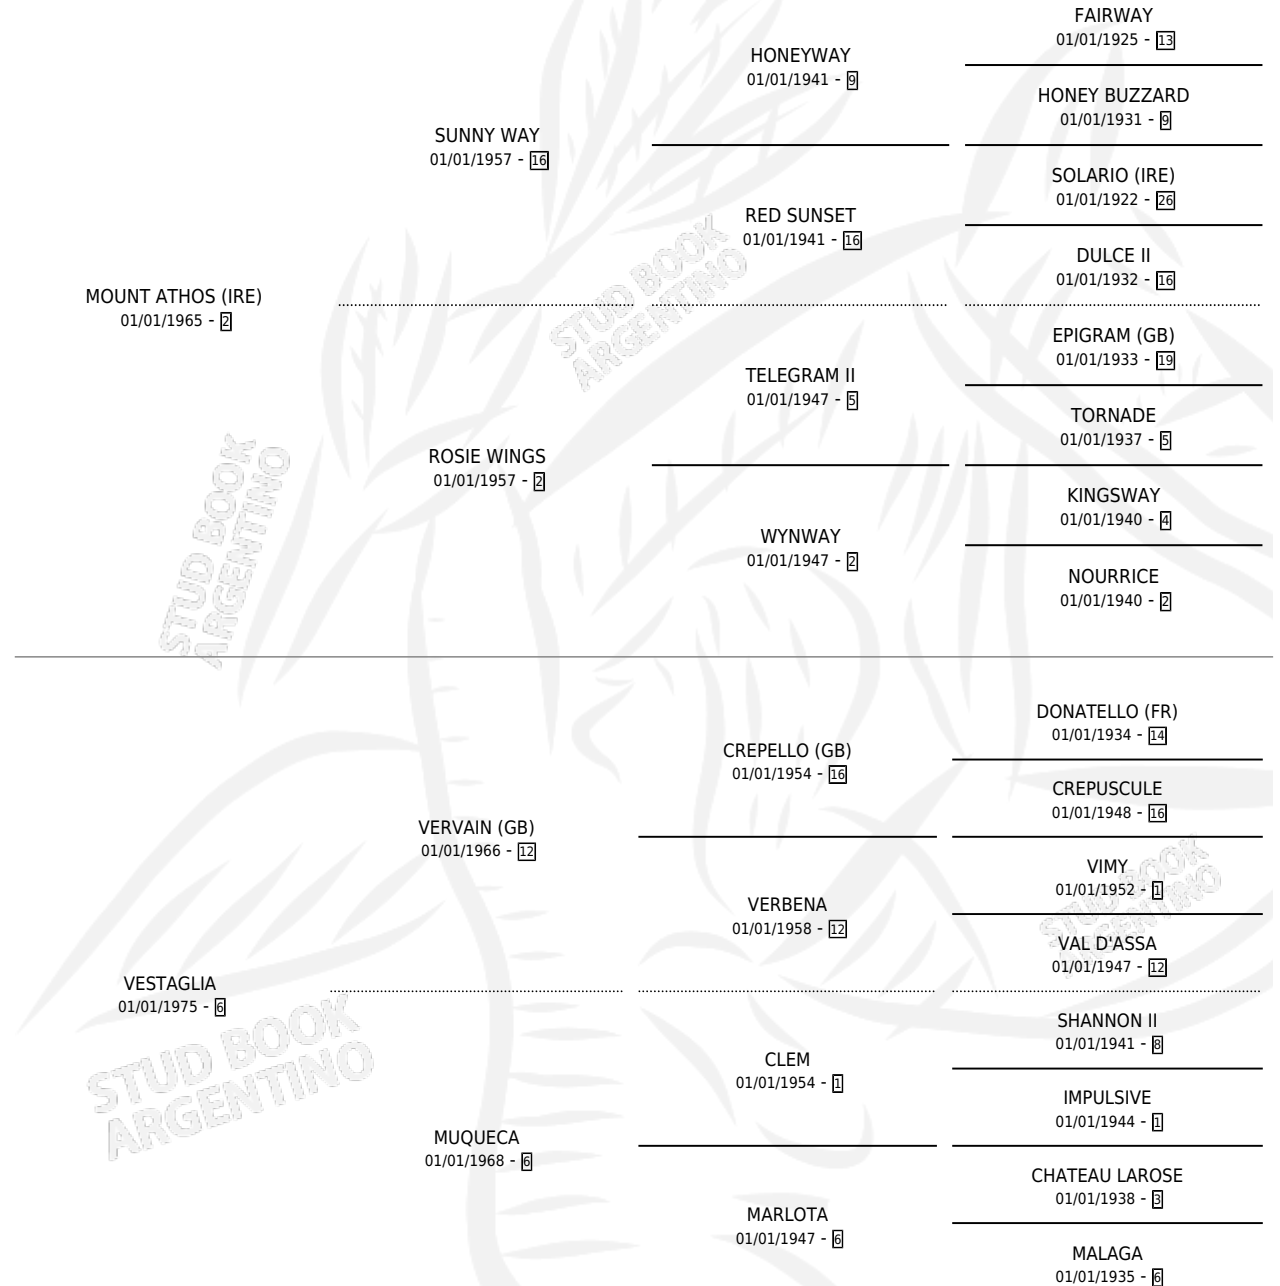 FAIRWAY
01/01/1925 - 13
HONEYWAY
01/01/1941 - 9
HONEY BUZZARD
01/01/1931 - 9
SUNNY WAY
01/01/1957 - 16
SOLARIO (IRE)
01/01/1922 - 26
RED SUNSET
01/01/1941 - 16
DULCE II
01/01/1932 - 16
MOUNT ATHOS (IRE)
01/01/1965 - 2
EPIGRAM (GB)
01/01/1933 - 19
TELEGRAM II
01/01/1947 - 5
TORNADE
01/01/1937 - 5
ROSIE WINGS
01/01/1957 - 2
KINGSWAY
01/01/1940 - 4
WYNWAY
01/01/1947 - 2
NOURRICE
01/01/1940 - 2
STUD BOOK
ARGENTINO
STUD BOOK
ARGENTINO
DONATELLO (FR)
01/01/1934 - 14
CREPELLO (GB)
01/01/1954 - 16
CREPUSCULE
01/01/1948 - 16
VERVAIN (GB)
01/01/1966 - 12
VIMY
01/01/1952 - 1
VERBENA
01/01/1958 - 12
VAL D'ASSA
01/01/1947 - 12
VESTAGLIA
01/01/1975 - 6
SHANNON II
01/01/1941 - 8
CLEM
01/01/1954 - 1
IMPULSIVE
01/01/1944 - 1
MUQUECA
01/01/1968 - 6
CHATEAU LAROSE
01/01/1938 - 3
MARLOTA
01/01/1947 - 6
MALAGA
01/01/1935 - 6
STUD BOOK
ARGENTINO
STUD BOOK
ARGENTINO